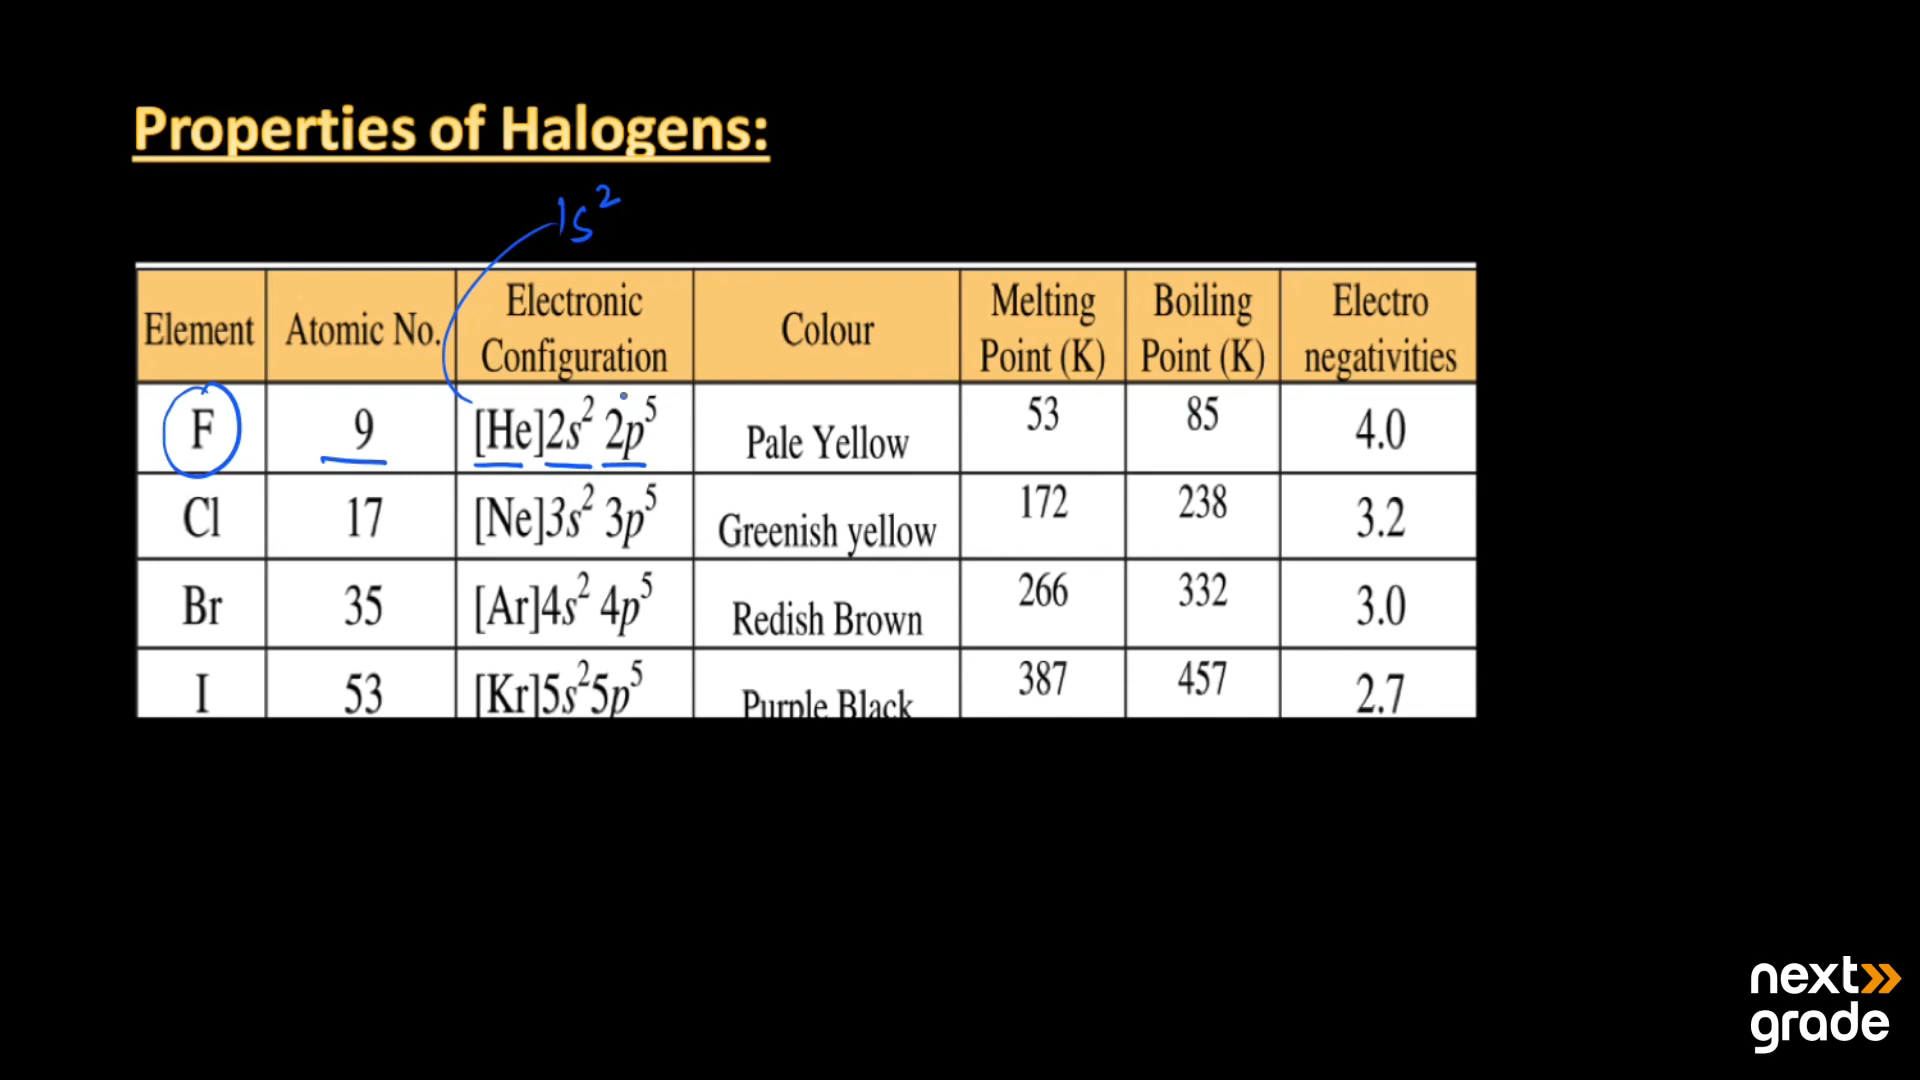 Properties of Halogens:
1s²
Element Atomic No. Electronic Configuration Colour Melting Point (K) Boiling Point (K) Electro negativities
F 9 [He]2s² 2p⁵ Pale Yellow 53 85 4.0
Cl 17 [Ne]3s² 3p⁵ Greenish yellow 172 238 3.2
Br 35 [Ar]4s² 4p⁵ Redish Brown 266 332 3.0
I 53 [Kr]5s²5p⁵ Purple Black 387 457 2.7
next
grade